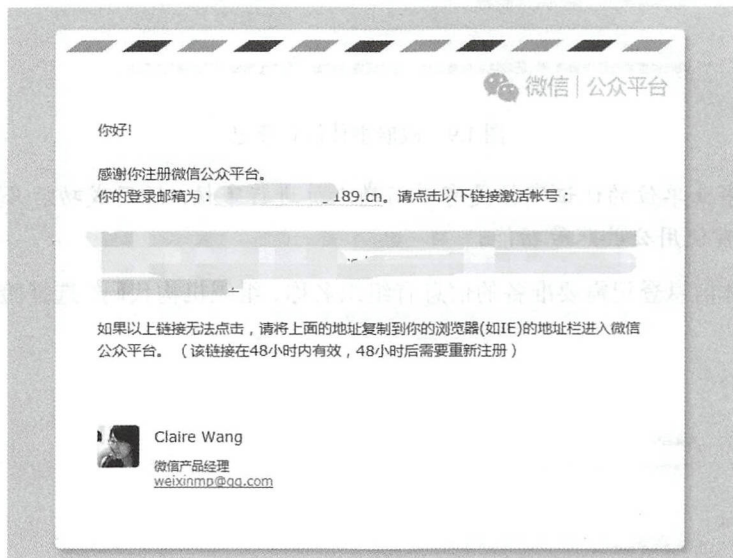 微信 | 公众平台
你好!
感谢你注册微信公众平台。
你的登录邮箱为： 189.cn。请点击以下链接激活帐号：
如果以上链接无法点击，请将上面的地址复制到你的浏览器(如IE)的地址栏进入微信
公众平台。（该链接在48小时内有效，48小时后需要重新注册）
Claire Wang
微信产品经理
weixinmp@qq.com